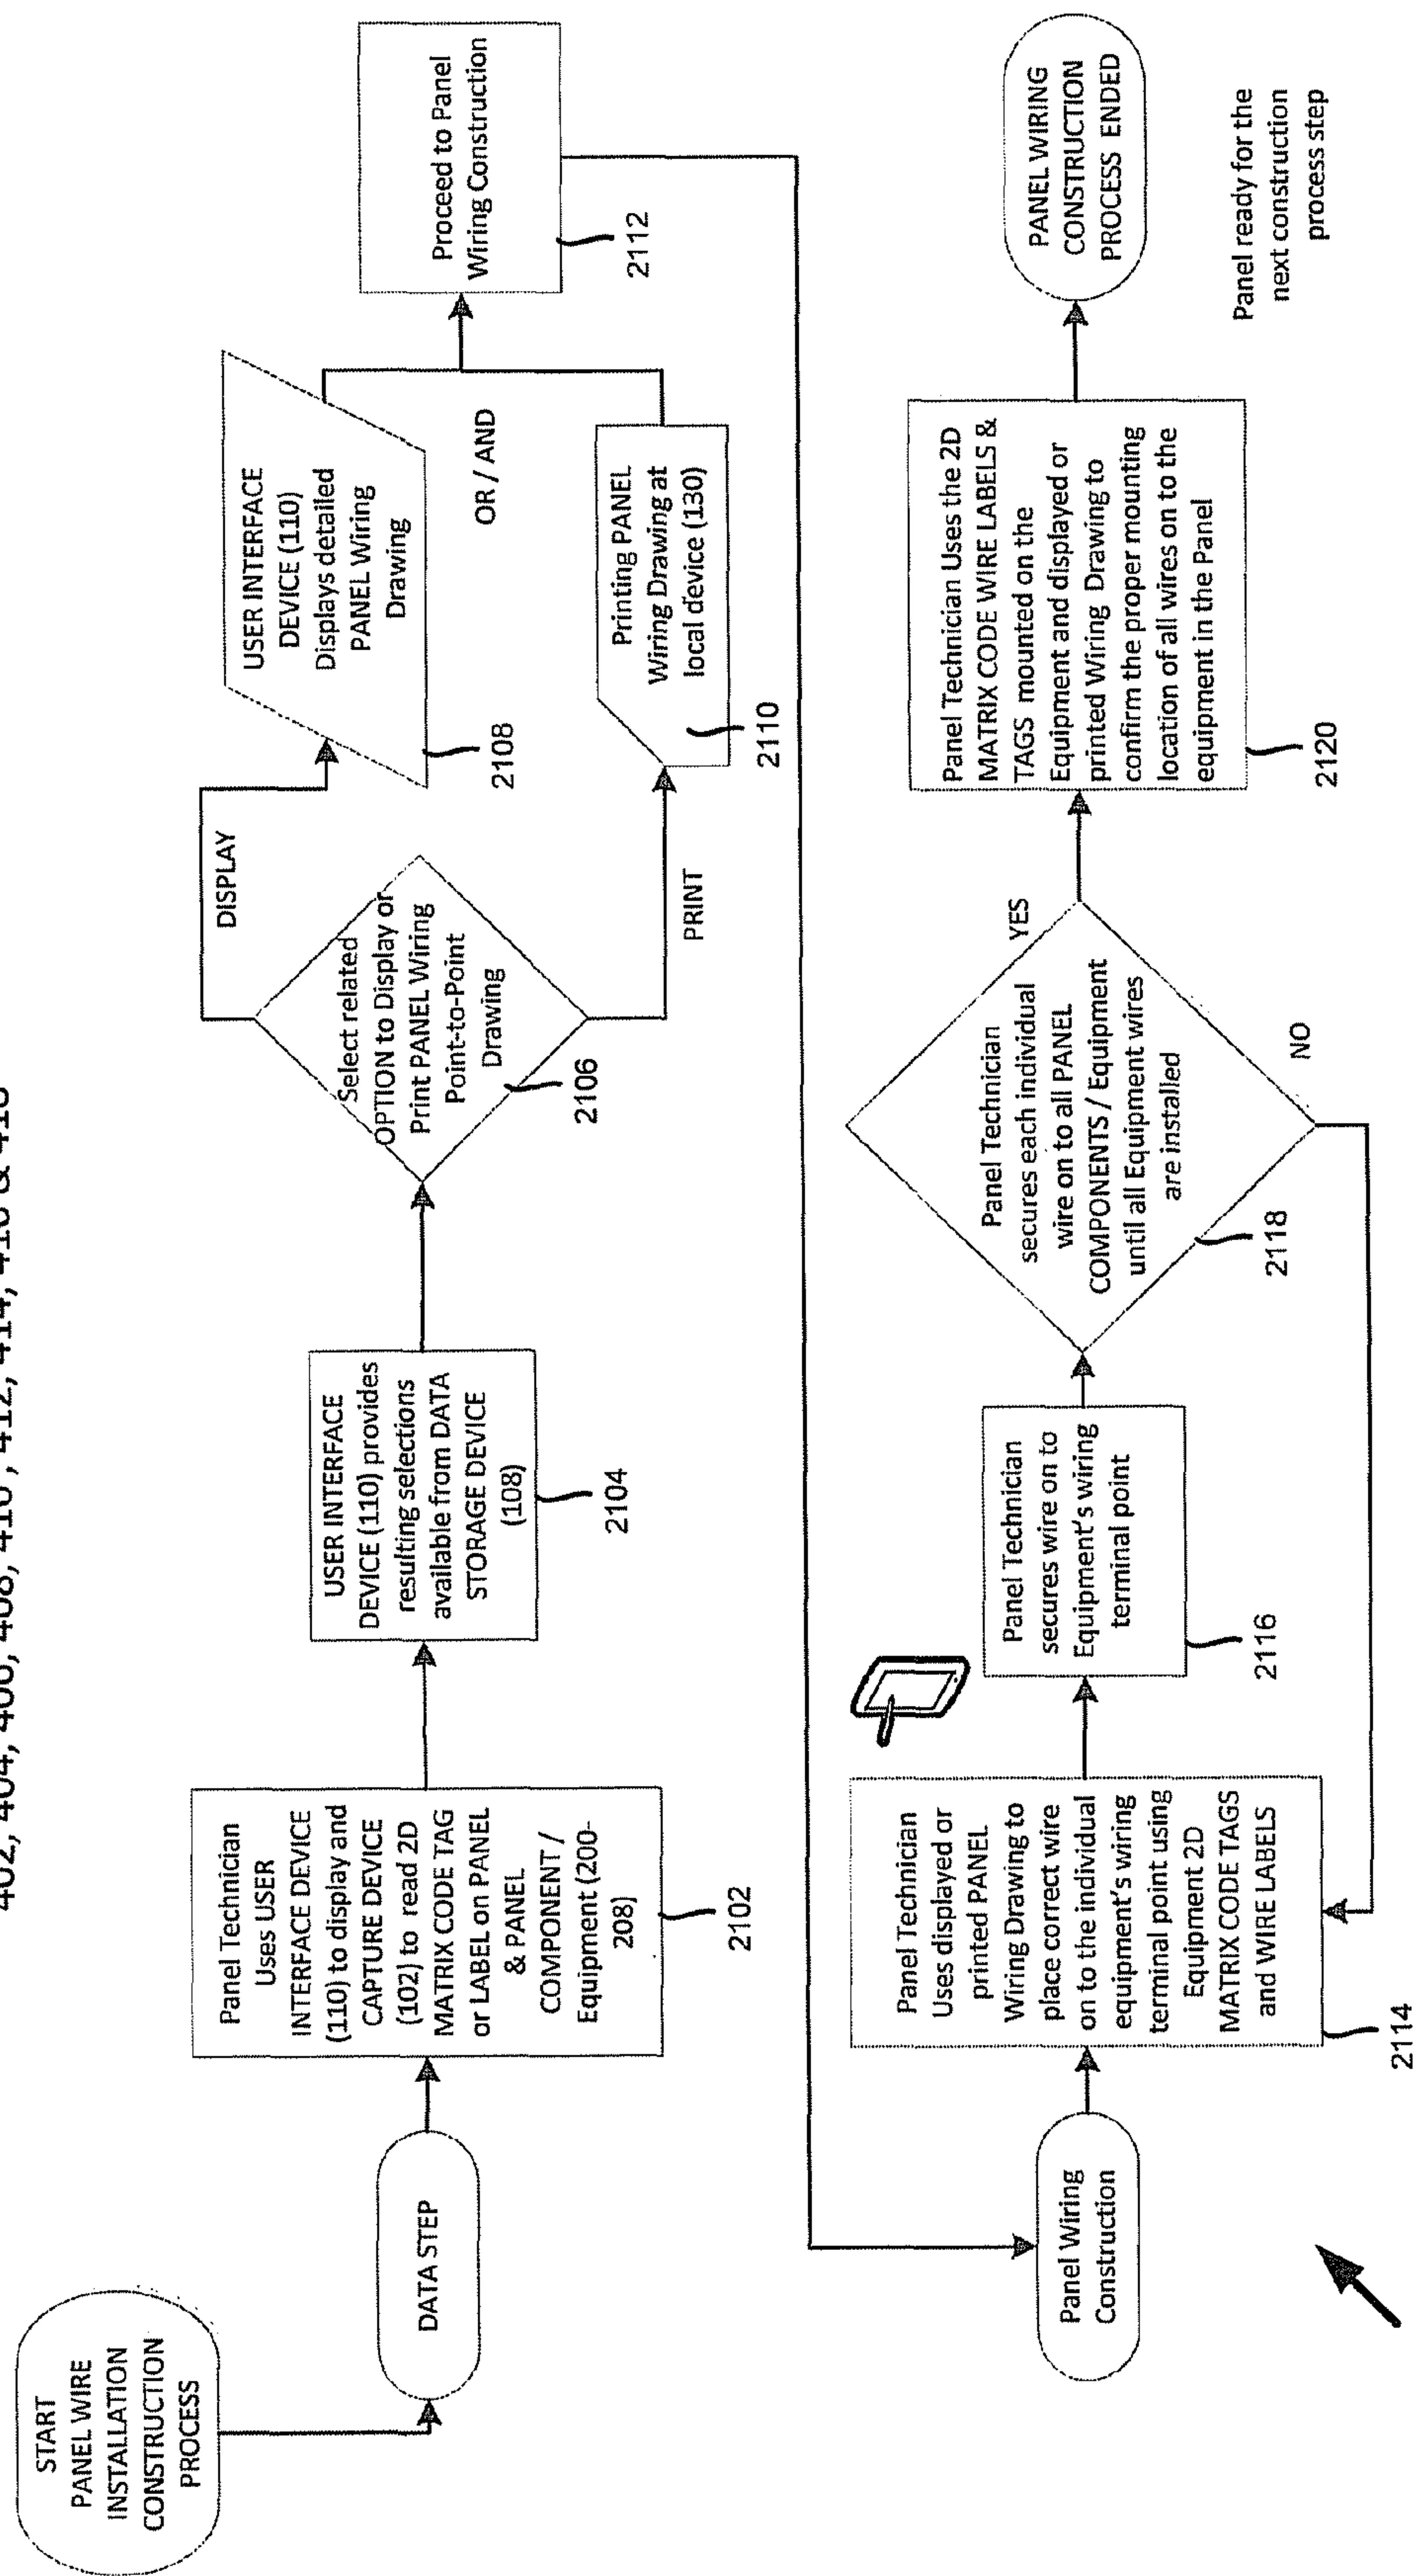 402, 404, 406, 408, 410 , 412, 414, 416 & 418
START
PANEL WIRE
INSTALLATION
CONSTRUCTION
PROCESS
DATA STEP
Panel Technician
Uses USER
INTERFACE DEVICE
(110) to display and
CAPTURE DEVICE
(102) to read 2D
MATRIX CODE TAG
or LABEL on PANEL
& PANEL
COMPONENT /
Equipment (200-
208)
2102
USER INTERFACE
DEVICE (110) provides
resulting selections
available from DATA
STORAGE DEVICE
(108)
2104
Select related
OPTION to Display or
Print PANEL Wiring
Point-to-Point
Drawing
2106
DISPLAY
PRINT
USER INTERFACE
DEVICE (110)
Displays detailed
PANEL Wiring
Drawing
2108
OR / AND
Printing PANEL
Wiring Drawing at
local device (130)
2110
Proceed to Panel
Wiring Construction
2112
Panel Wiring
Construction
Panel Technician
Uses displayed or
printed PANEL
Wiring Drawing to
place correct wire
on to the individual
equipment's wiring
terminal point using
Equipment 2D
MATRIX CODE TAGS
and WIRE LABELS
2114
Panel Technician
secures wire on to
Equipment's wiring
terminal point
2116
Panel Technician
secures each individual
wire on to all PANEL
COMPONENTS / Equipment
until all Equipment wires
are installed
2118
YES
NO
Panel Technician Uses the 2D
MATRIX CODE WIRE LABELS &
TAGS mounted on the
Equipment and displayed or
printed Wiring Drawing to
confirm the proper mounting
location of all wires on to the
equipment in the Panel
2120
PANEL WIRING
CONSTRUCTION
PROCESS ENDED
Panel ready for the
next construction
process step